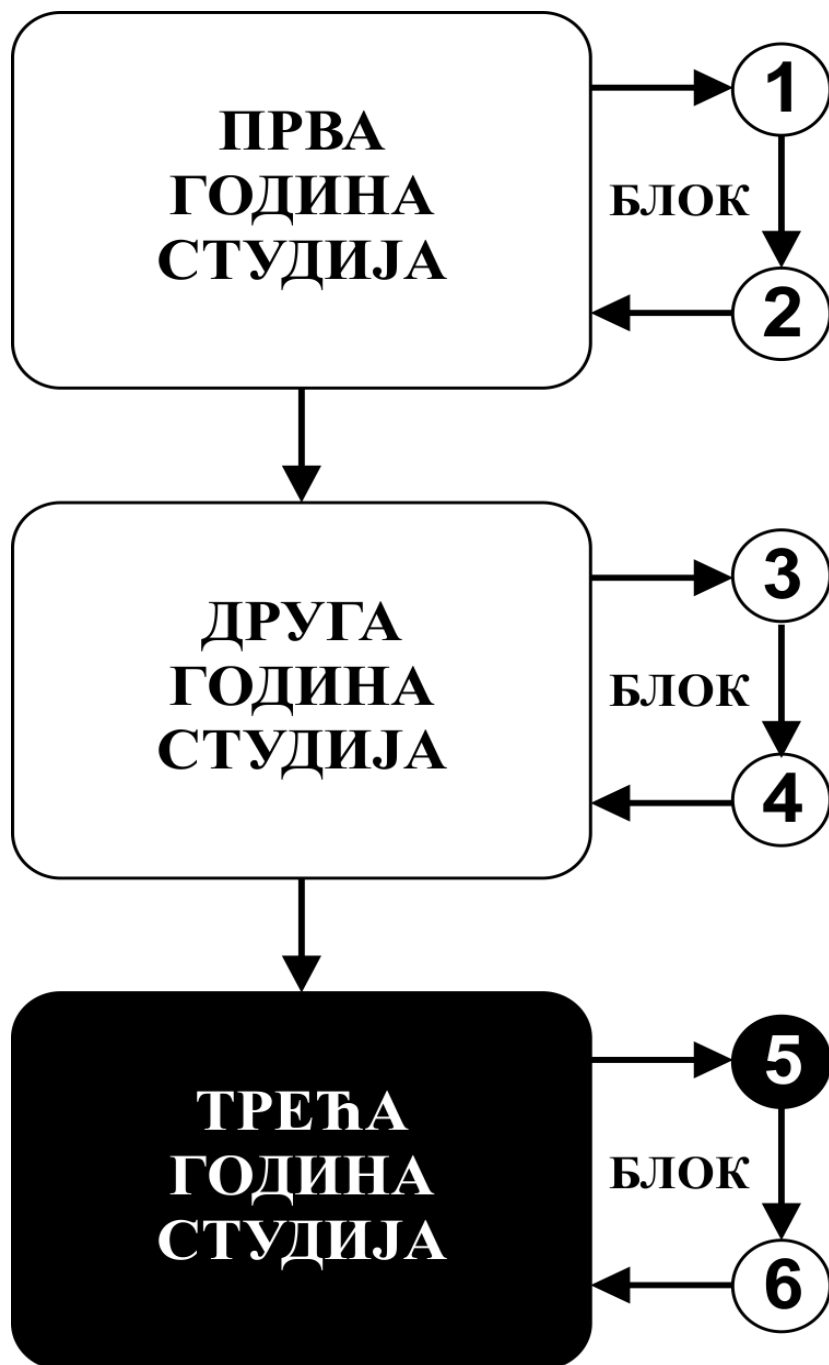 ПРВА
ГОДИНА
СТУДИЈА
1
БЛОК
2
ДРУГА
ГОДИНА
СТУДИЈА
3
БЛОК
4
ТРЕЋА
ГОДИНА
СТУДИЈА
5
БЛОК
6